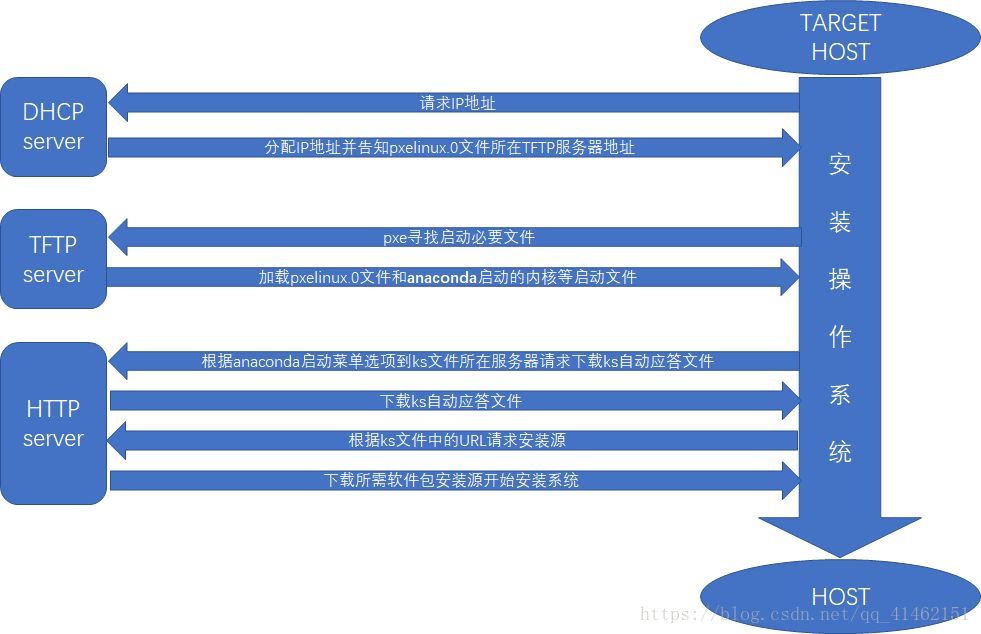 TARGET
HOST
DHCP
server
请求IP地址
分配IP地址并告知pxelinux.0文件所在TFTP服务器地址
TFTP
server
pxe寻找启动必要文件
加载pxelinux.0文件和anaconda启动的内核等启动文件
HTTP
server
根据anaconda启动菜单选项到ks文件所在服务器请求下载ks自动应答文件
下载ks自动应答文件
根据ks文件中的URL请求安装源
下载所需软件包安装源开始安装系统
安
装
操
作
系
统
HOST
https://blog.csdn.net/qq_41462151